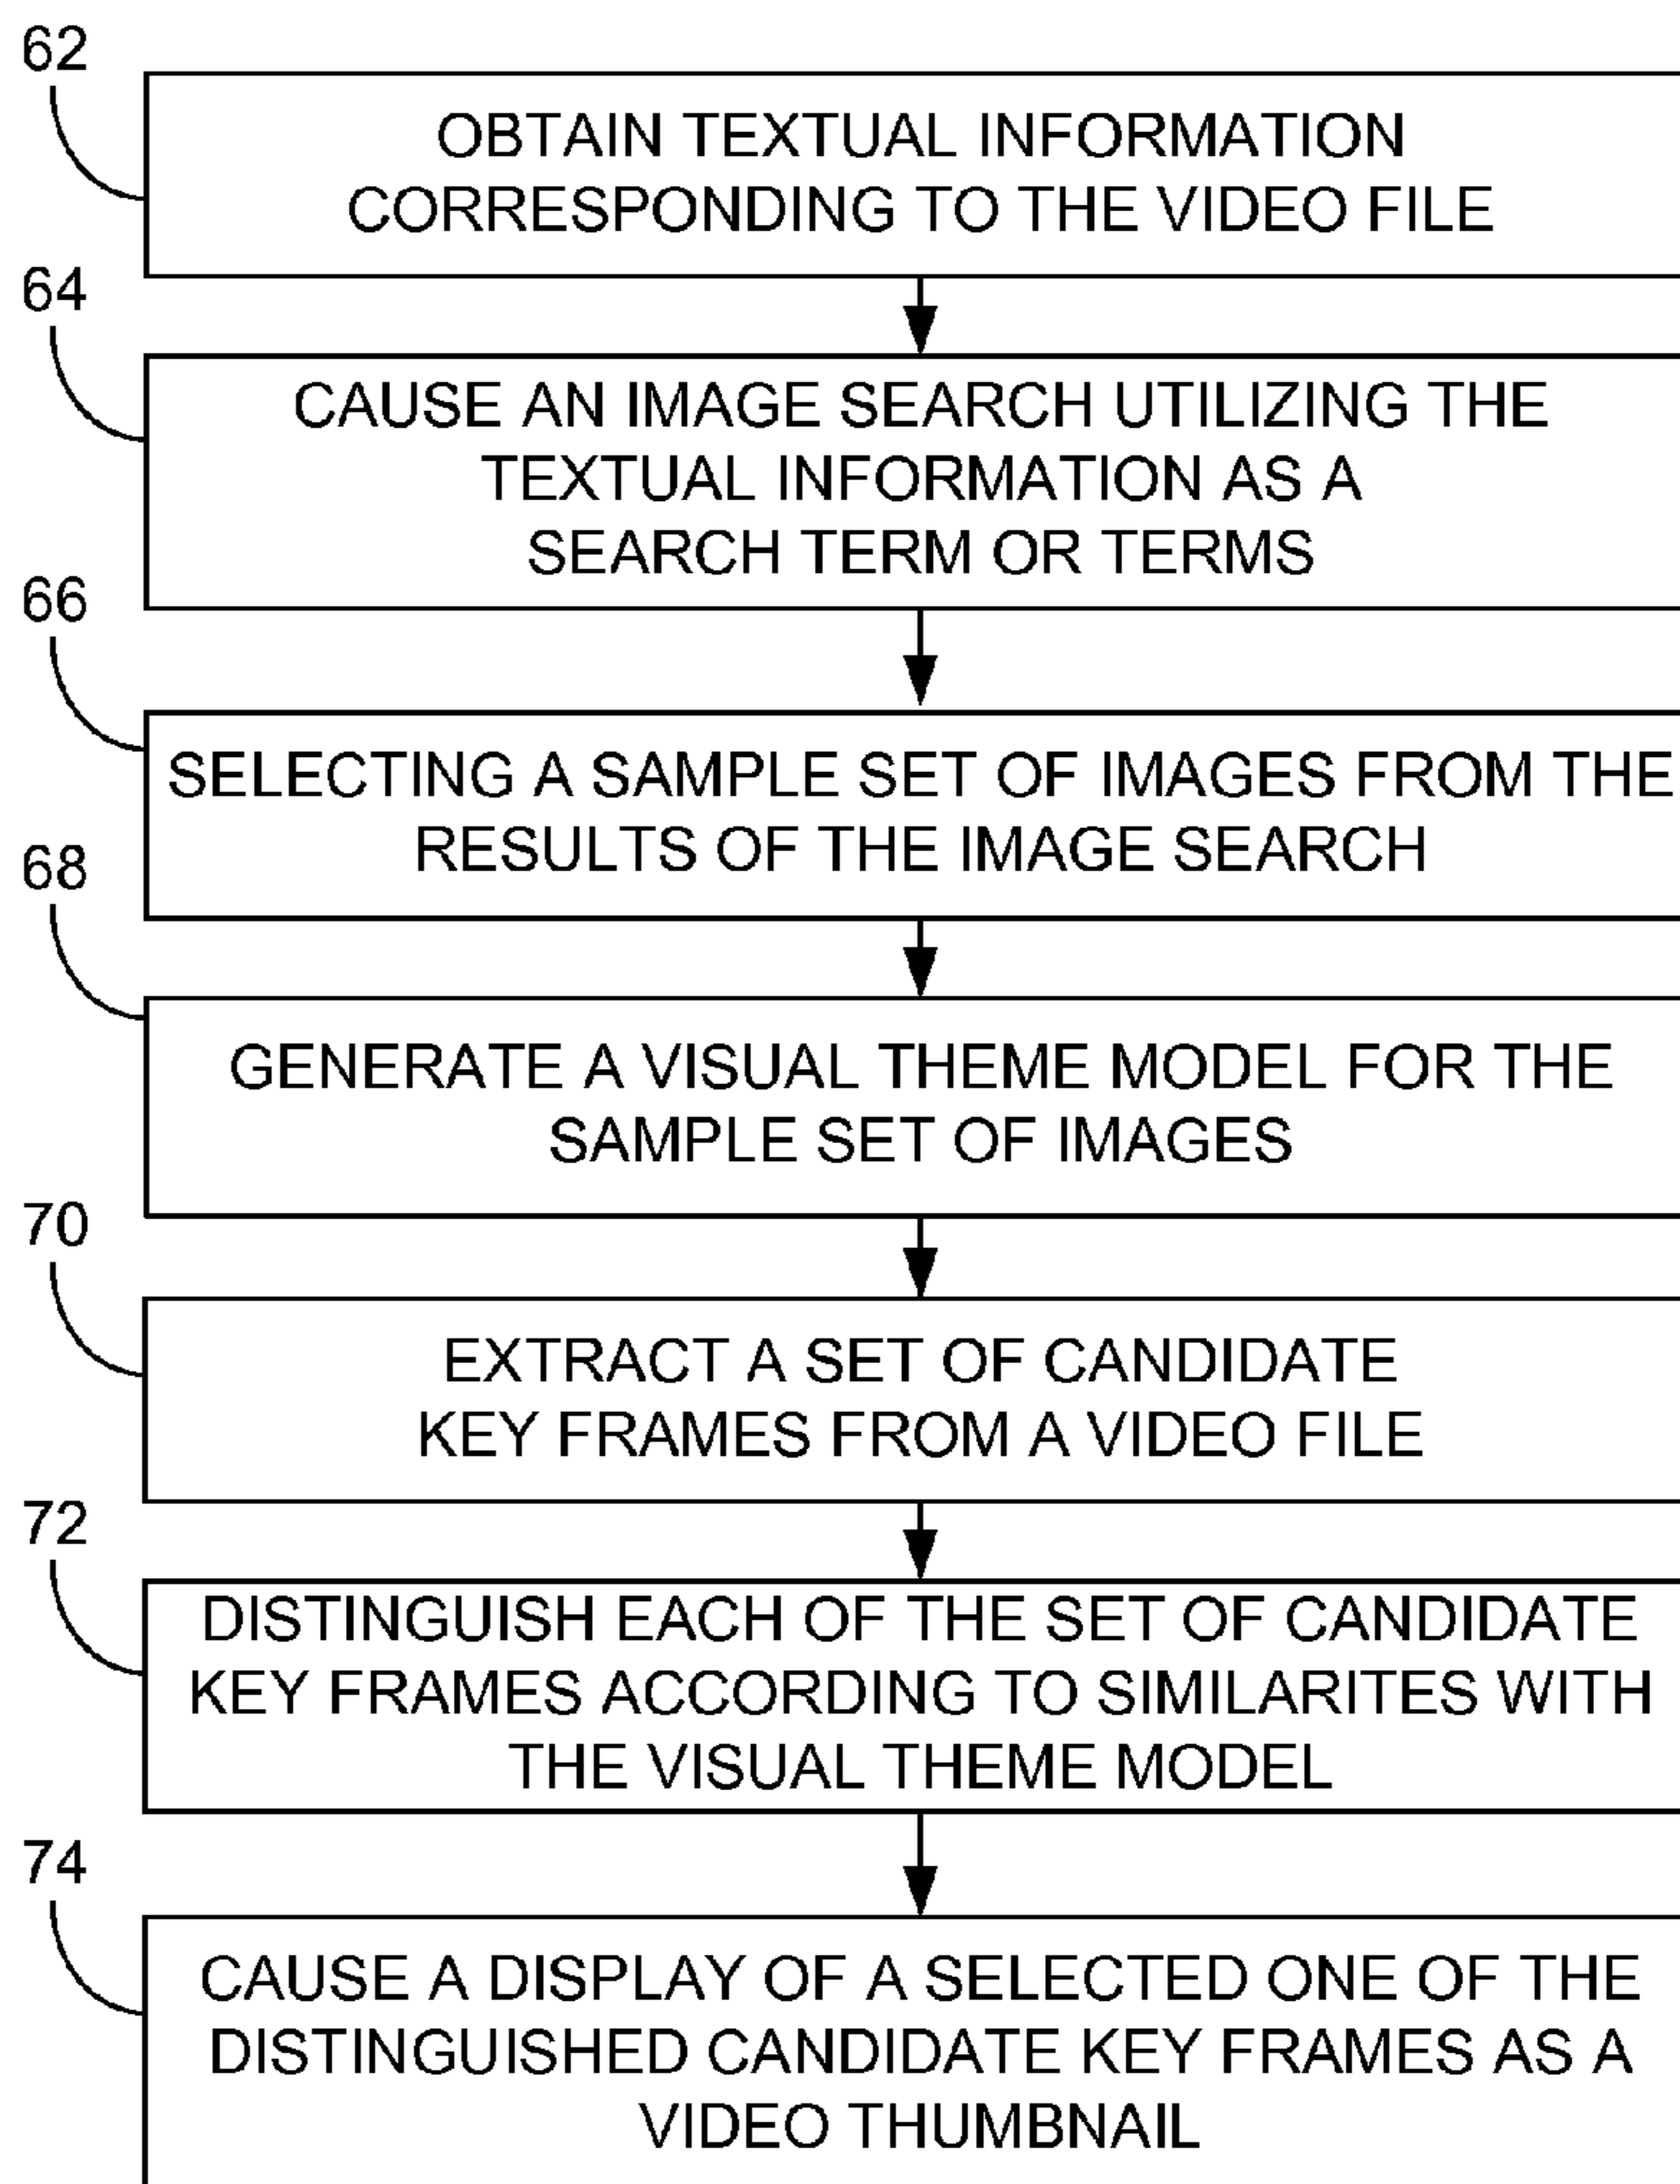 62
OBTAIN TEXTUAL INFORMATION
CORRESPONDING TO THE VIDEO FILE
64
CAUSE AN IMAGE SEARCH UTILIZING THE
TEXTUAL INFORMATION AS A
SEARCH TERM OR TERMS
66
SELECTING A SAMPLE SET OF IMAGES FROM THE
RESULTS OF THE IMAGE SEARCH
68
GENERATE A VISUAL THEME MODEL FOR THE
SAMPLE SET OF IMAGES
70
EXTRACT A SET OF CANDIDATE
KEY FRAMES FROM A VIDEO FILE
72
DISTINGUISH EACH OF THE SET OF CANDIDATE
KEY FRAMES ACCORDING TO SIMILARITES WITH
THE VISUAL THEME MODEL
74
CAUSE A DISPLAY OF A SELECTED ONE OF THE
DISTINGUISHED CANDIDATE KEY FRAMES AS A
VIDEO THUMBNAIL